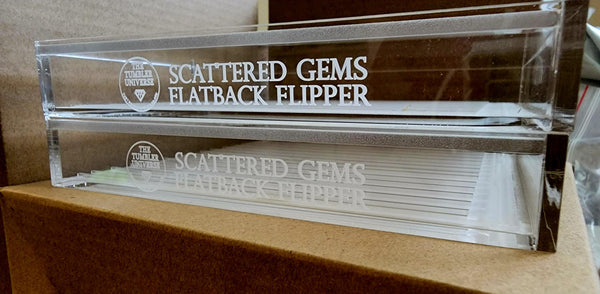 THE
TUMBLER
UNIVERSE
SCATTERED GEMS
FLATBACK FLIPPER
THE
TUMBLER
UNIVERSE
SCATTERED GEMS
FLATBACK FLIPPER